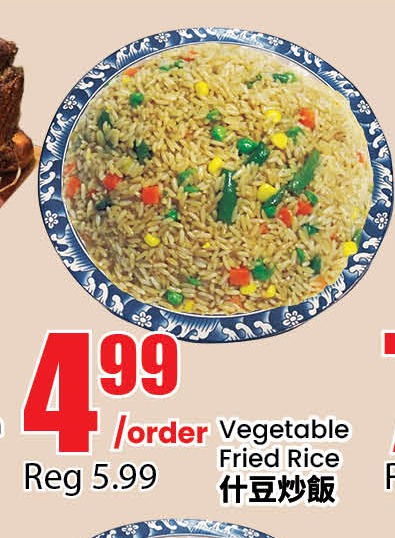 4.99
/order
Reg 5.99
Vegetable
Fried Rice
什豆炒飯